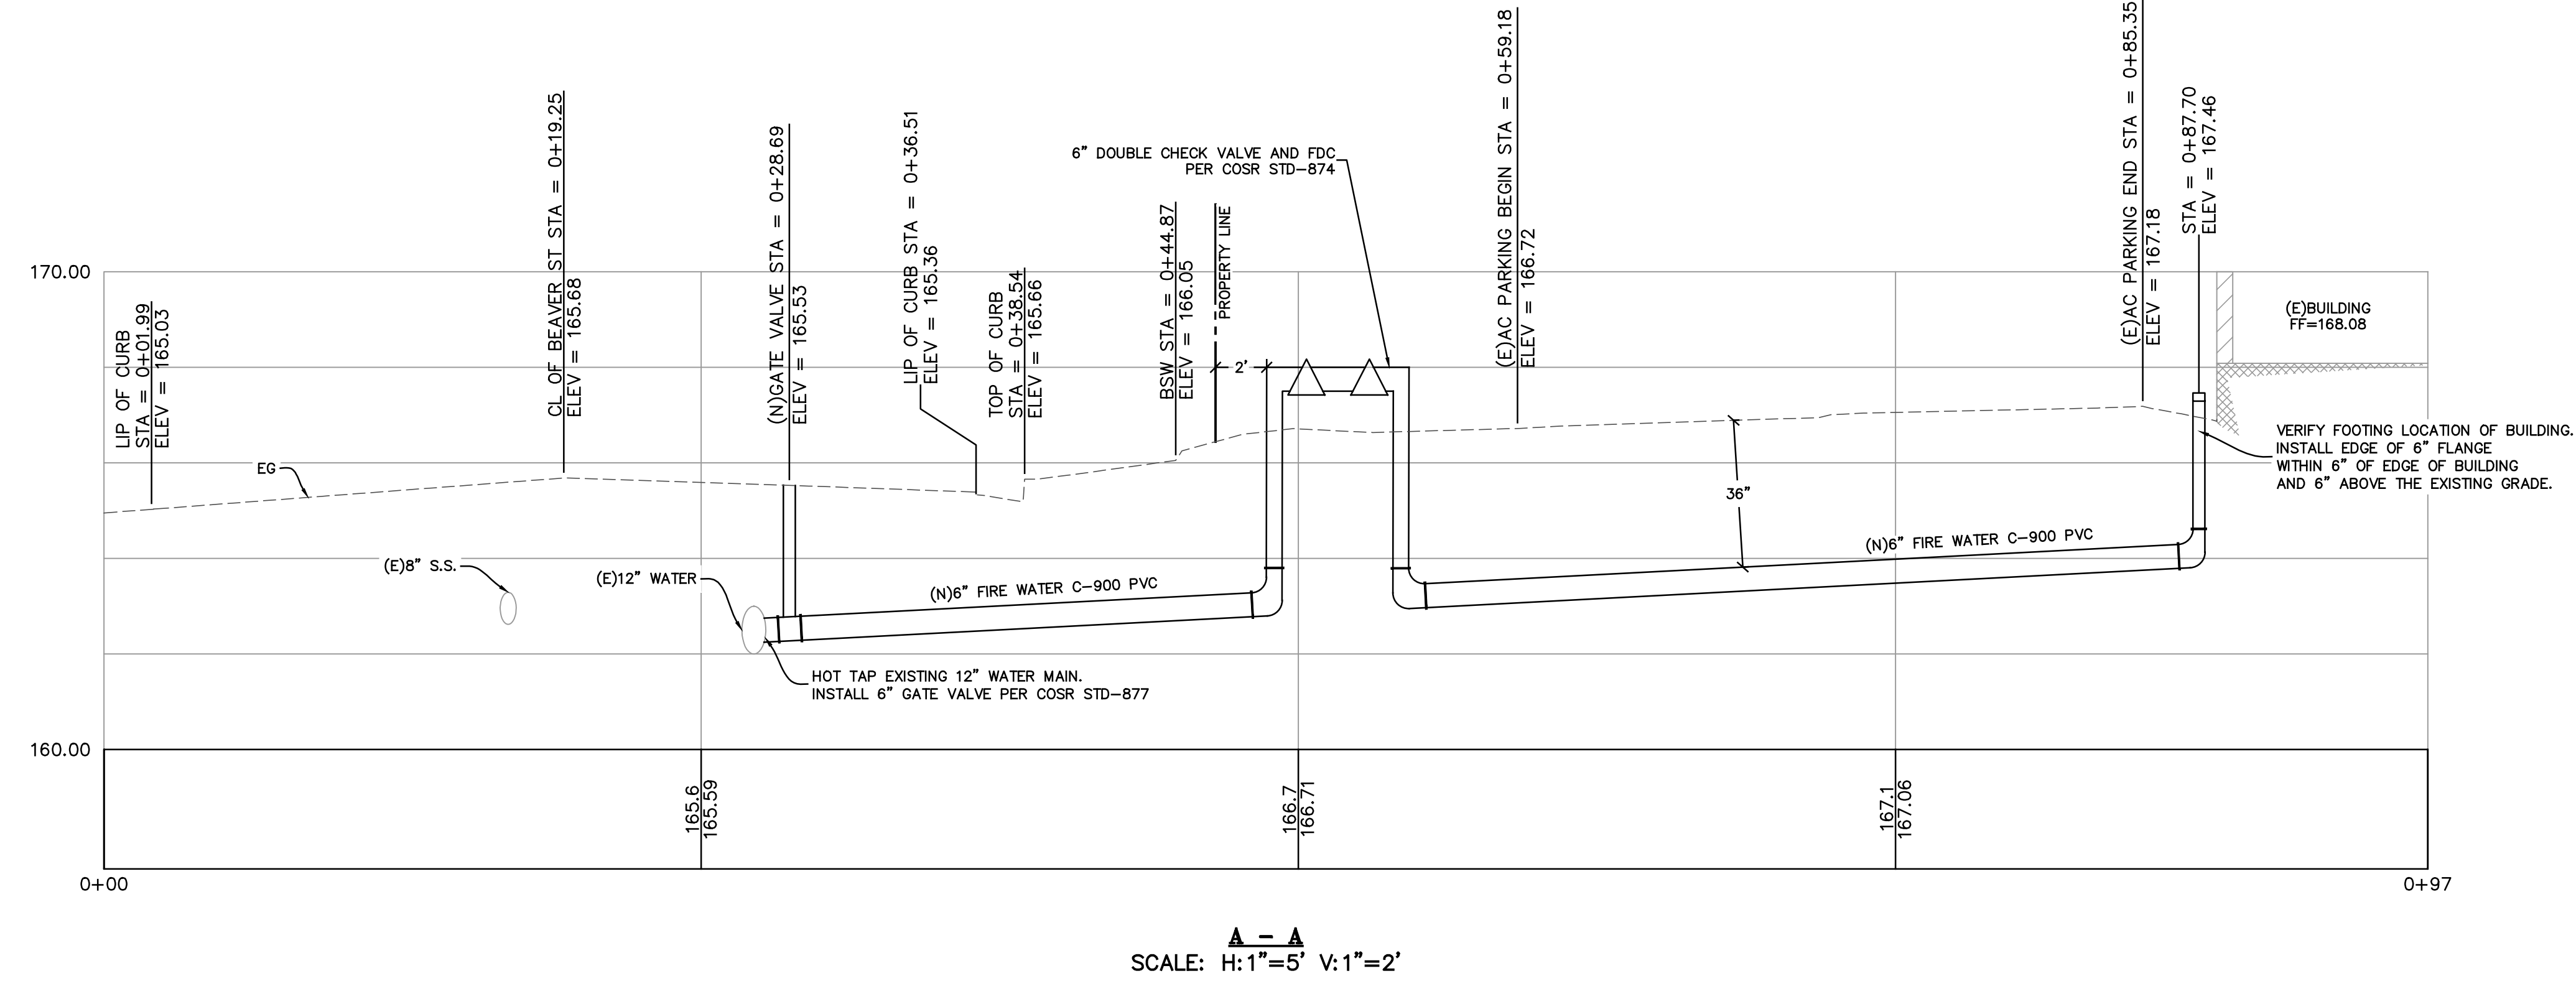 LIP OF CURB
STA = 0+01.99
ELEV = 165.03
CL OF BEAVER ST STA = 0+19.25
ELEV = 165.68
(N)GATE VALVE STA = 0+28.69
ELEV = 165.53
LIP OF CURB STA = 0+36.51
ELEV = 165.36
TOP OF CURB
STA = 0+38.54
ELEV = 165.66
6" DOUBLE CHECK VALVE AND FDC
PER COSR STD-874
BSW STA = 0+44.87
ELEV = 166.05
PROPERTY LINE
2'
(E)AC PARKING BEGIN STA = 0+59.18
ELEV = 166.72
(E)AC PARKING END STA = 0+85.35
ELEV = 167.18
STA = 0+87.70
ELEV = 167.46
(E)BUILDING
FF=168.08
170.00
EG
36"
VERIFY FOOTING LOCATION OF BUILDING.
INSTALL EDGE OF 6" FLANGE
WITHIN 6" OF EDGE OF BUILDING
AND 6" ABOVE THE EXISTING GRADE.
(E)8" S.S.
(E)12" WATER
(N)6" FIRE WATER C-900 PVC
(N)6" FIRE WATER C-900 PVC
HOT TAP EXISTING 12" WATER MAIN.
INSTALL 6" GATE VALVE PER COSR STD-877
160.00
165.6
165.59
166.7
166.71
167.1
167.06
0+00
0+97
A - A
SCALE: H:1"=5' V:1"=2'